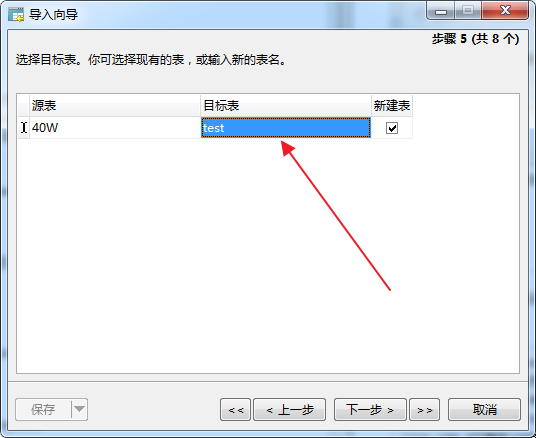 导入向导
步骤 5 (共 8 个)
选择目标表。你可选择现有的表，或输入新的表名。
源表 目标表 新建表
40W test
保存 << < 上一步 下一步 > >> 取消